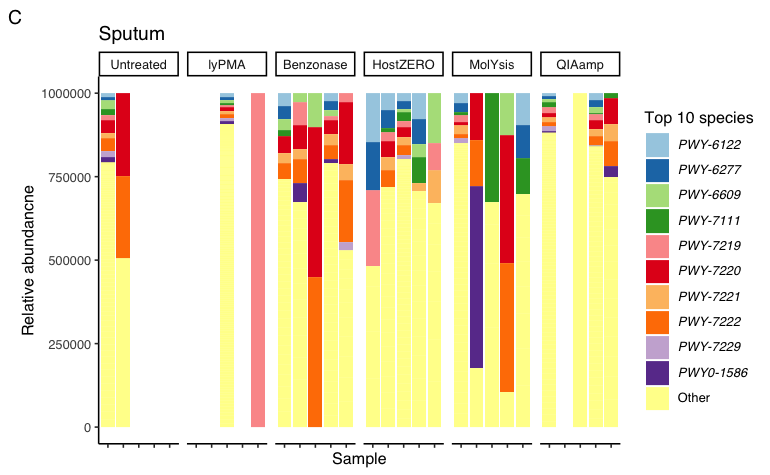 C
Sputum
Untreated
lyPMA
Benzonase
HostZERO
MolYsis
QIAamp
1000000
750000
500000
250000
0
Relative abundancne
Sample
Top 10 species
PWY-6122
PWY-6277
PWY-6609
PWY-7111
PWY-7219
PWY-7220
PWY-7221
PWY-7222
PWY-7229
PWY0-1586
Other